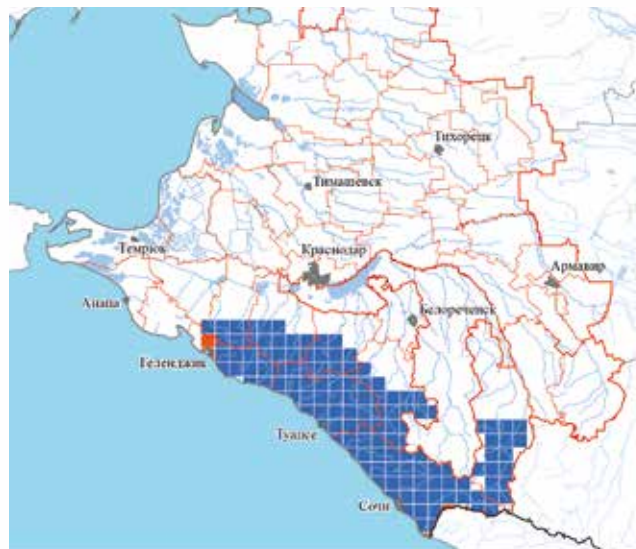 Тихорецк
Тимашевск
Темрюк
Краснодар
Армавир
Анапа
Белореченск
Геленджик
Туапсе
Сочи